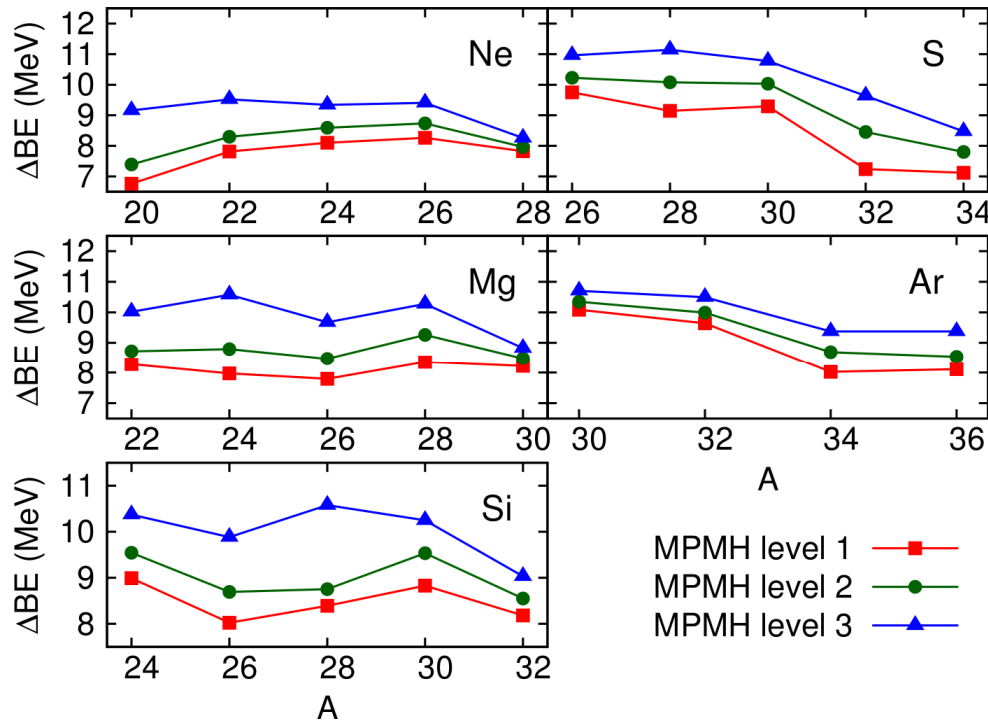 12
11
10
9
8
7
ΔBE (MeV)
Ne
20 22 24 26 28
S
26 28 30 32 34
12
11
10
9
8
7
ΔBE (MeV)
Mg
22 24 26 28 30
Ar
30 32 34 36
A
11
10
9
8
ΔBE (MeV)
Si
24 26 28 30 32
A
MPMH level 1
MPMH level 2
MPMH level 3